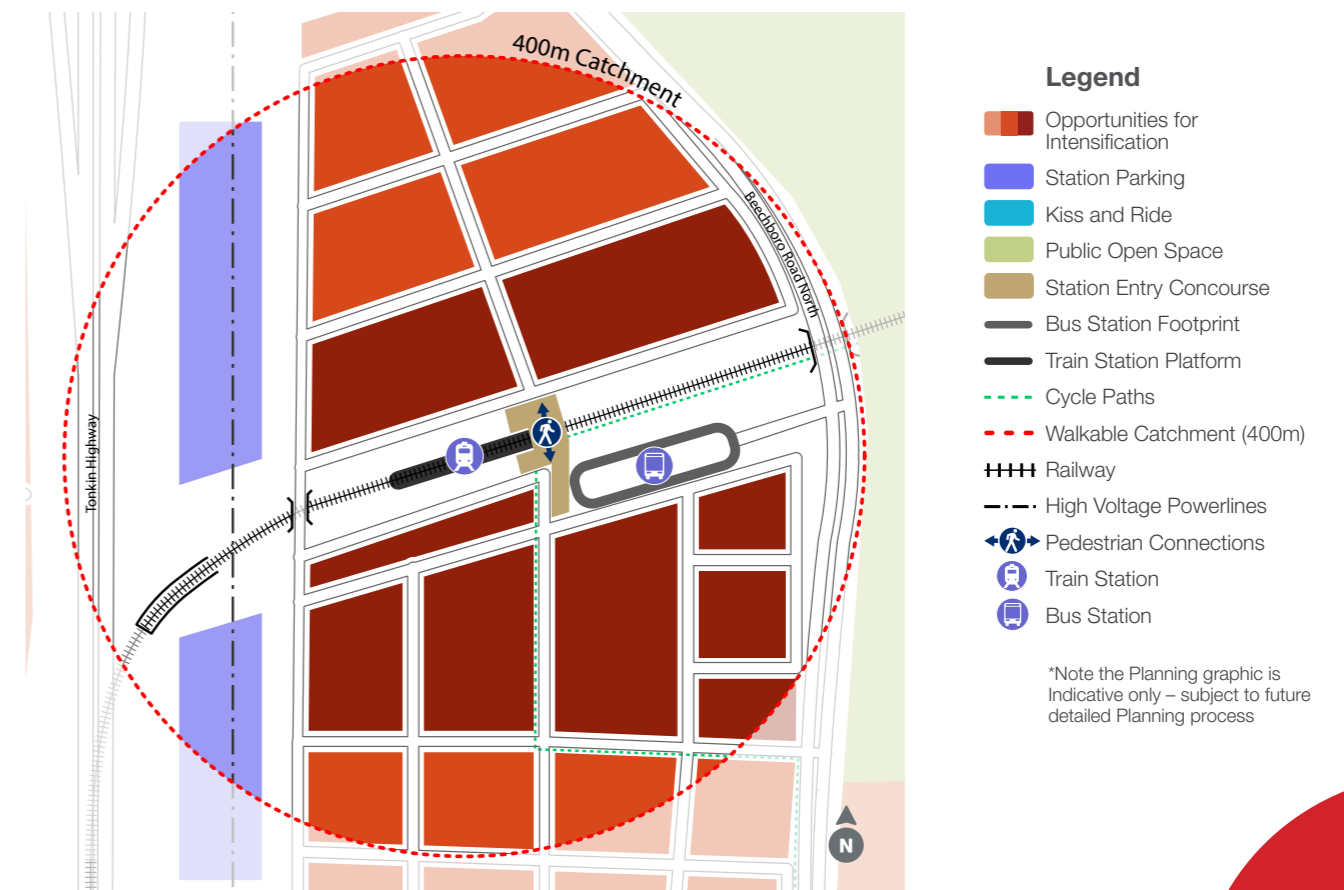 400m Catchment
Beechboro Road North
Tonkin Highway
N
Legend
Opportunities for
Intensification
Station Parking
Kiss and Ride
Public Open Space
Station Entry Concourse
Bus Station Footprint
Train Station Platform
Cycle Paths
Walkable Catchment (400m)
Railway
High Voltage Powerlines
Pedestrian Connections
Train Station
Bus Station
*Note the Planning graphic is
Indicative only – subject to future
detailed Planning process